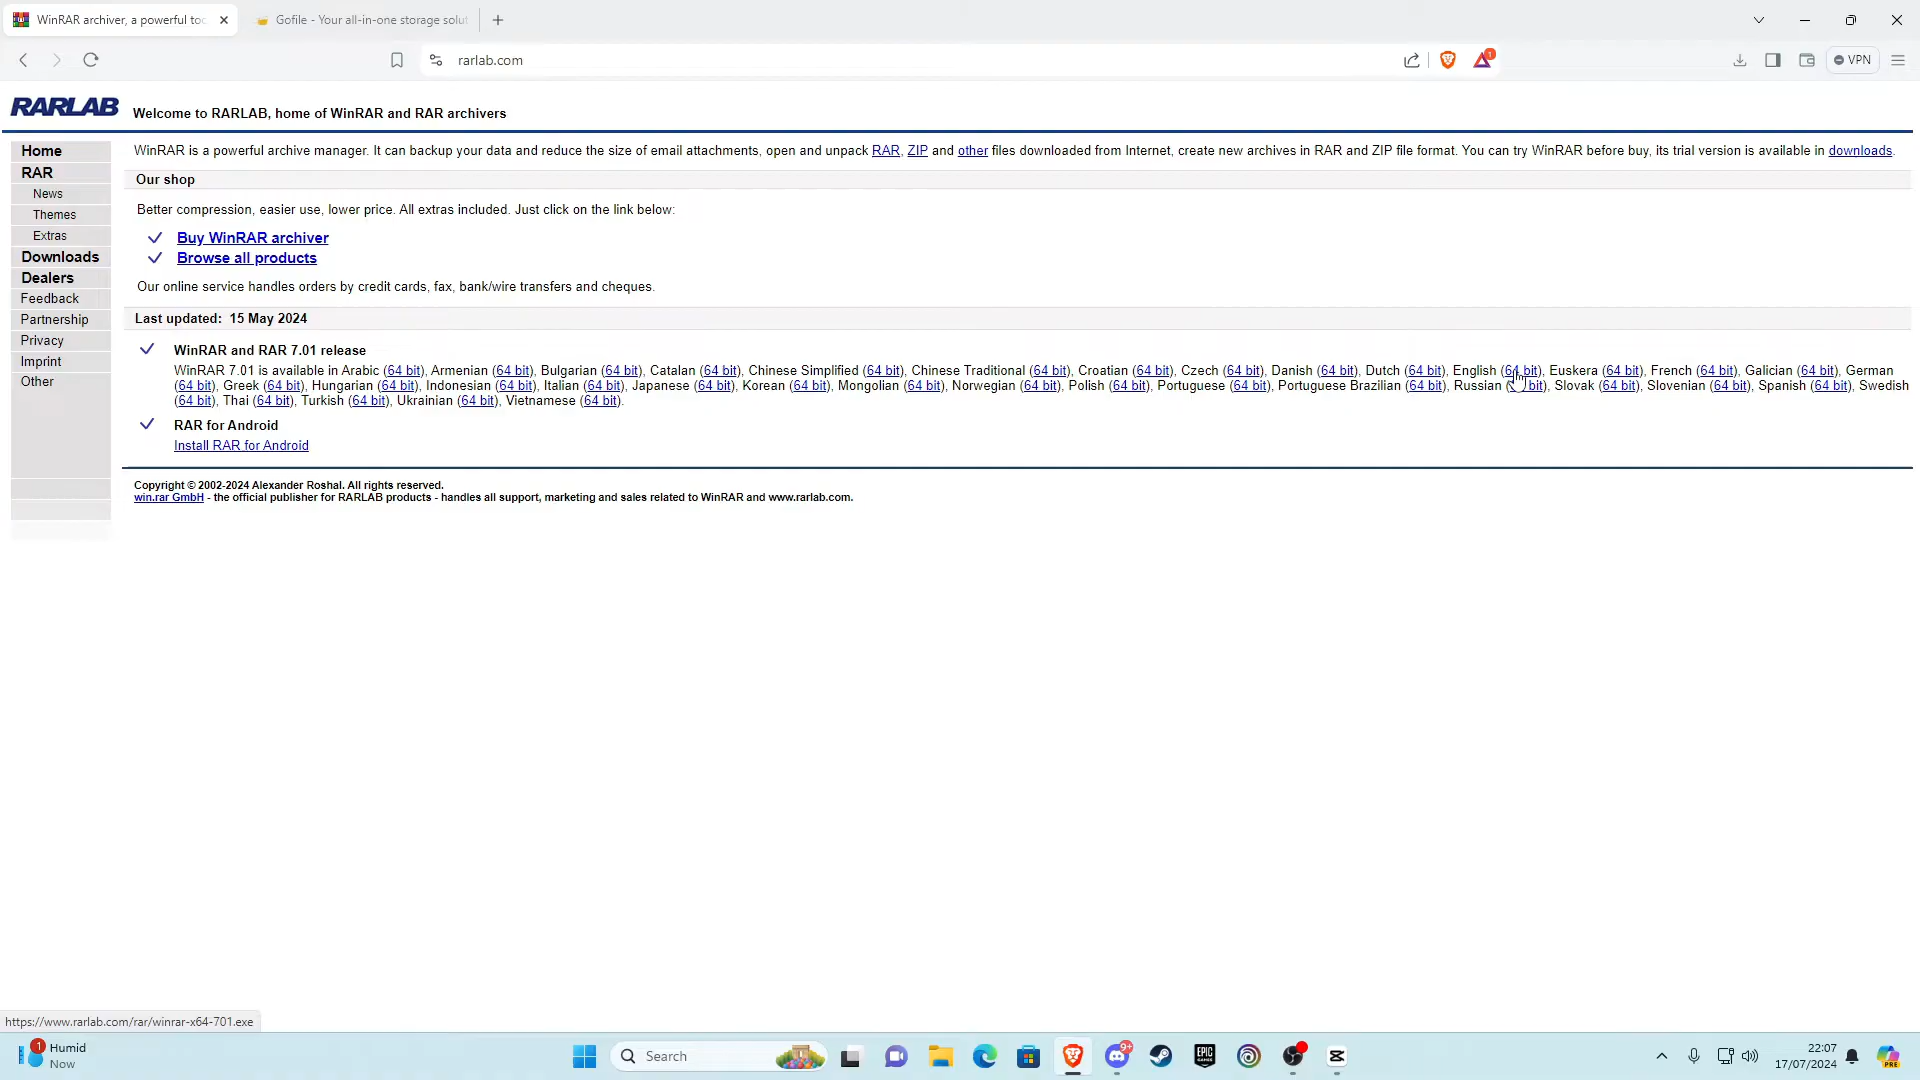 WinRAR archiver, a powerful toc
Gofile - Your all-in-one storage solut
rarlab.com
1
VPN
RARLAB
Welcome to RARLAB, home of WinRAR and RAR archivers
Home
RAR
News
Themes
Extras
Downloads
Dealers
Feedback
Partnership
Privacy
Imprint
Other
WinRAR is a powerful archive manager. It can backup your data and reduce the size of email attachments, open and unpack RAR, ZIP and other files downloaded from Internet, create new archives in RAR and ZIP file format. You can try WinRAR before buy, its trial version is available in downloads.
Our shop
Better compression, easier use, lower price. All extras included. Just click on the link below:
Buy WinRAR archiver
Browse all products
Our online service handles orders by credit cards, fax, bank/wire transfers and cheques.
Last updated: 15 May 2024
WinRAR and RAR 7.01 release
WinRAR 7.01 is available in Arabic (64 bit), Armenian (64 bit), Bulgarian (64 bit), Catalan (64 bit), Chinese Simplified (64 bit), Chinese Traditional (64 bit), Croatian (64 bit), Czech (64 bit), Danish (64 bit), Dutch (64 bit), English (64 bit), Euskera (64 bit), French (64 bit), Galician (64 bit), German
(64 bit), Greek (64 bit), Hungarian (64 bit), Indonesian (64 bit), Italian (64 bit), Japanese (64 bit), Korean (64 bit), Mongolian (64 bit), Norwegian (64 bit), Polish (64 bit), Portuguese (64 bit), Portuguese Brazilian (64 bit), Russian (bit), Slovak (64 bit), Slovenian (64 bit), Spanish (64 bit), Swedish
(64 bit), Thai (64 bit), Turkish (64 bit), Ukrainian (64 bit), Vietnamese (64 bit).
RAR for Android
Install RAR for Android
Copyright © 2002-2024 Alexander Roshal. All rights reserved.
win.rar GmbH - the official publisher for RARLAB products - handles all support, marketing and sales related to WinRAR and www.rarlab.com.
https://www.rarlab.com/rar/winrar-x64-701.exe
1
Humid
Now
Search
9+
EPIC
GAMES
22:07
17/07/2024
PRE